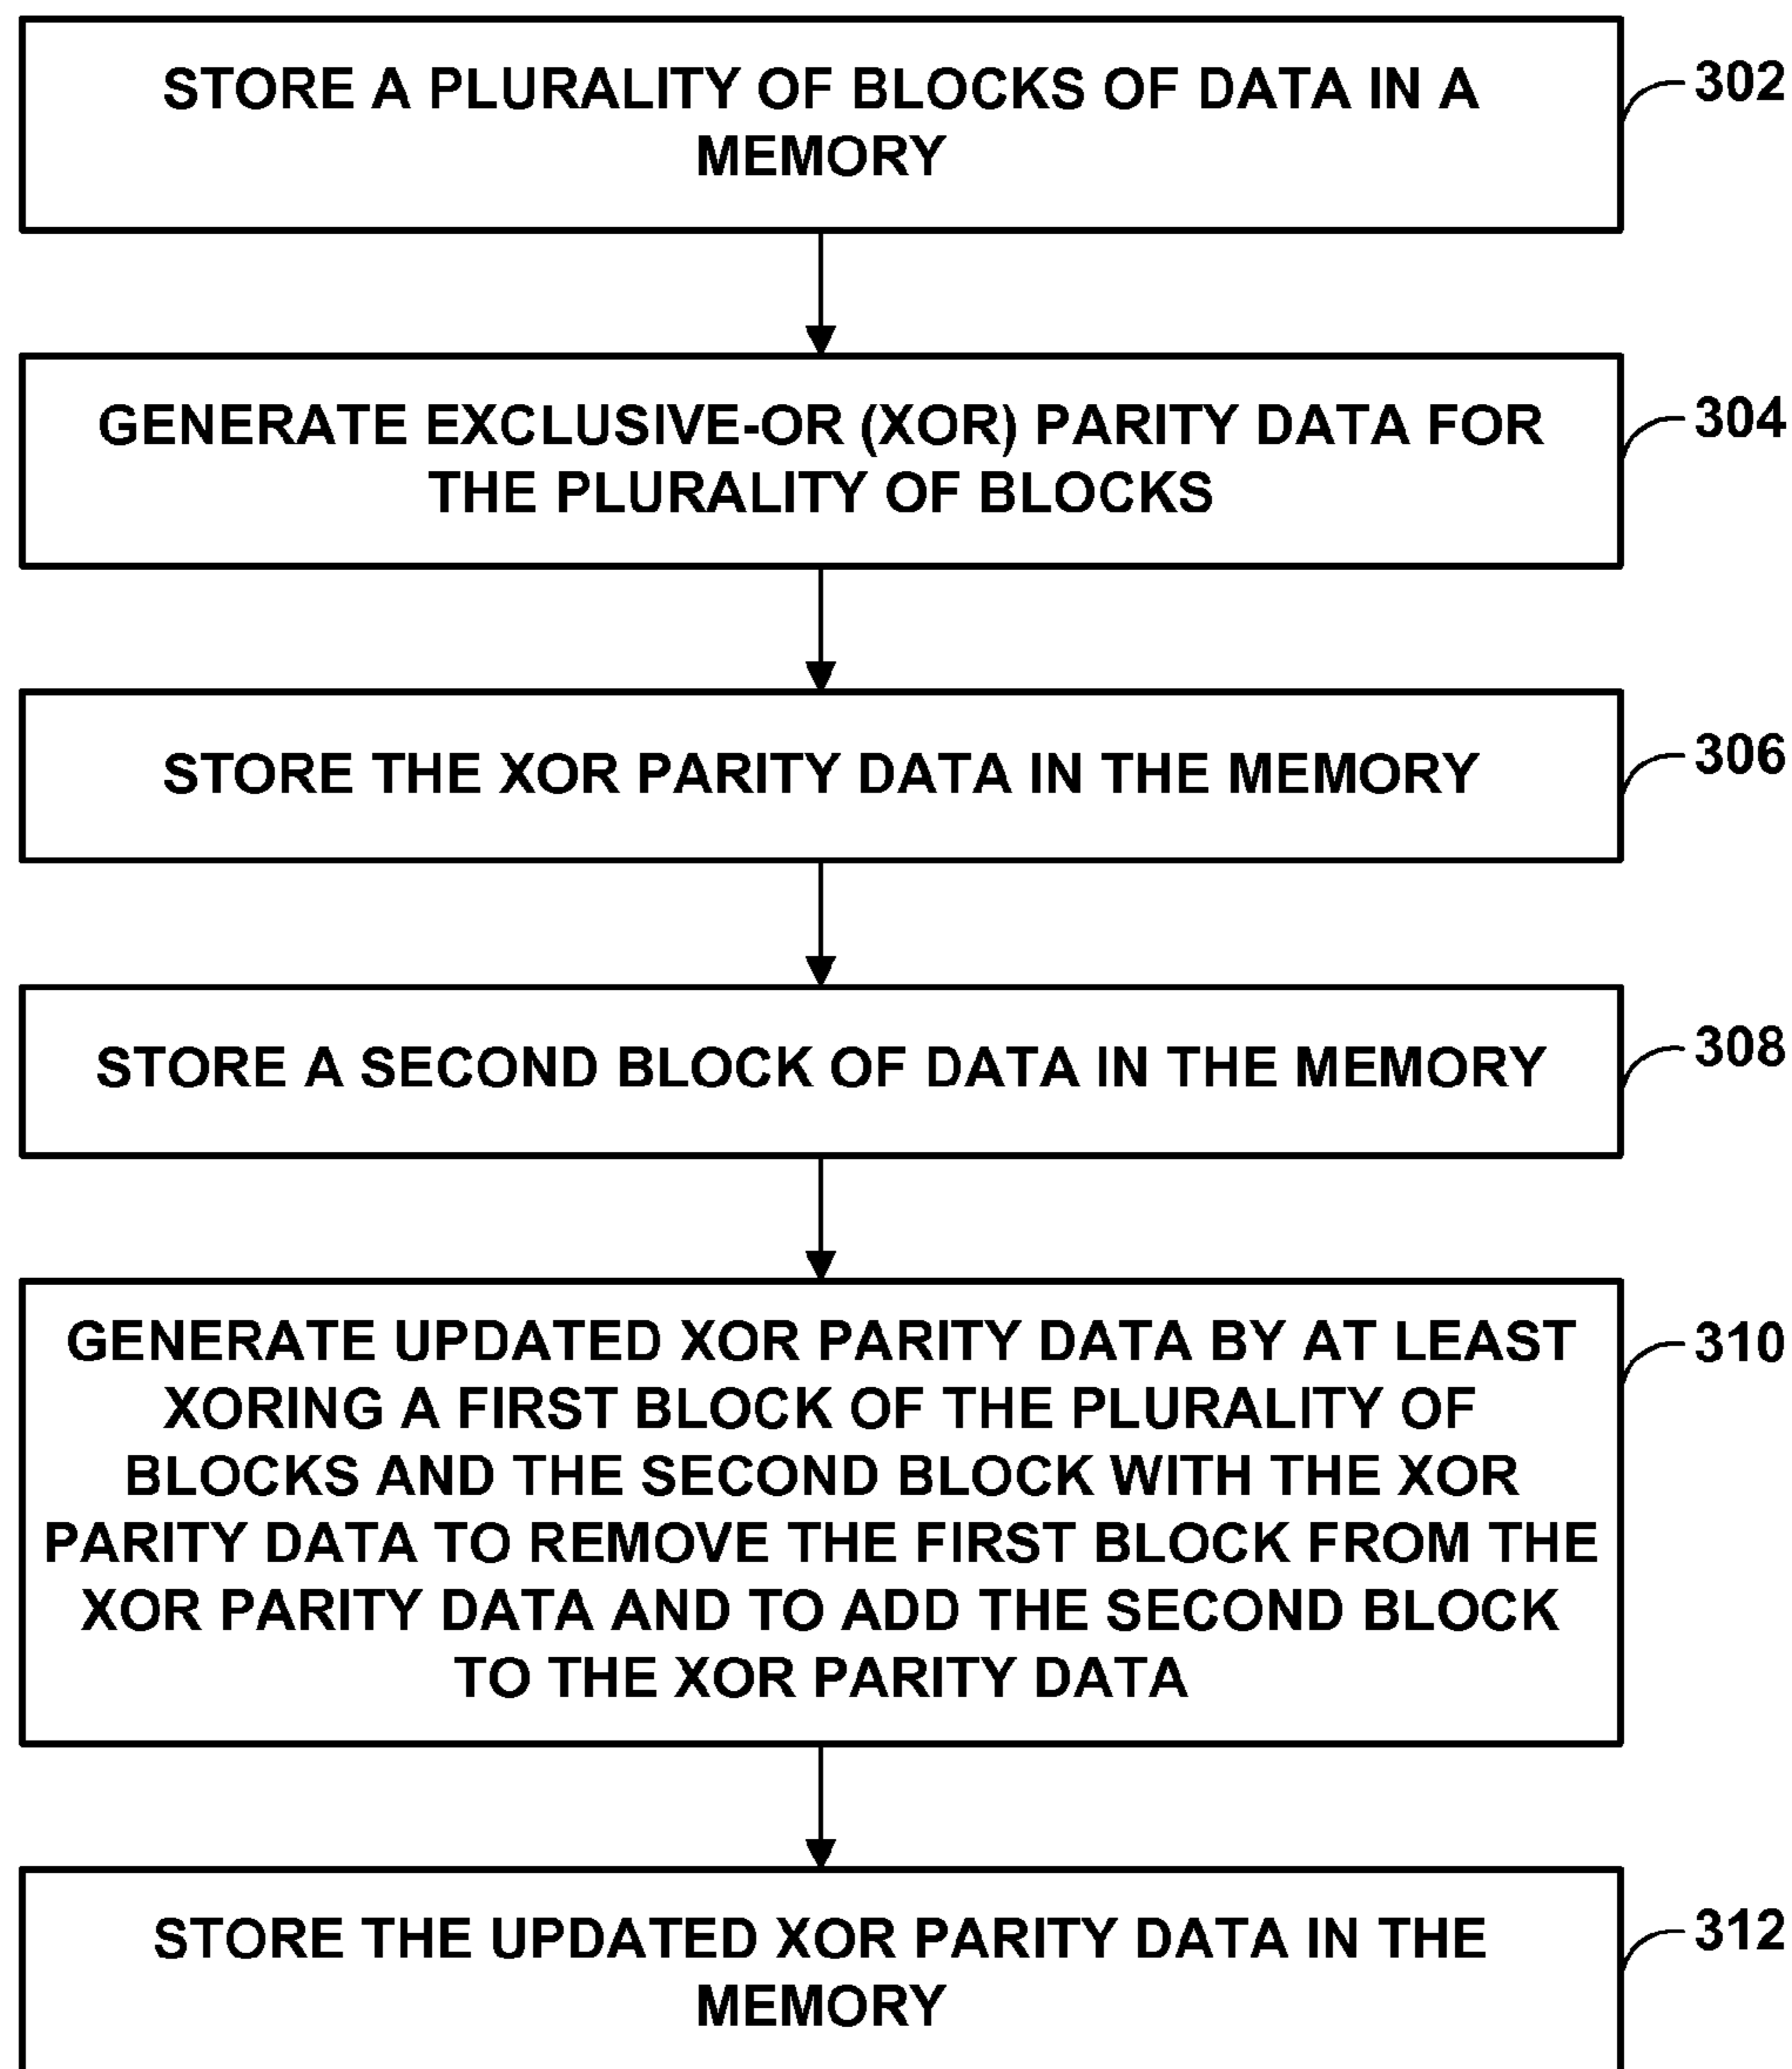 STORE A PLURALITY OF BLOCKS OF DATA IN A
MEMORY
302
GENERATE EXCLUSIVE-OR (XOR) PARITY DATA FOR
THE PLURALITY OF BLOCKS
304
STORE THE XOR PARITY DATA IN THE MEMORY
306
STORE A SECOND BLOCK OF DATA IN THE MEMORY
308
GENERATE UPDATED XOR PARITY DATA BY AT LEAST
XORING A FIRST BLOCK OF THE PLURALITY OF
BLOCKS AND THE SECOND BLOCK WITH THE XOR
PARITY DATA TO REMOVE THE FIRST BLOCK FROM THE
XOR PARITY DATA AND TO ADD THE SECOND BLOCK
TO THE XOR PARITY DATA
310
STORE THE UPDATED XOR PARITY DATA IN THE
MEMORY
312